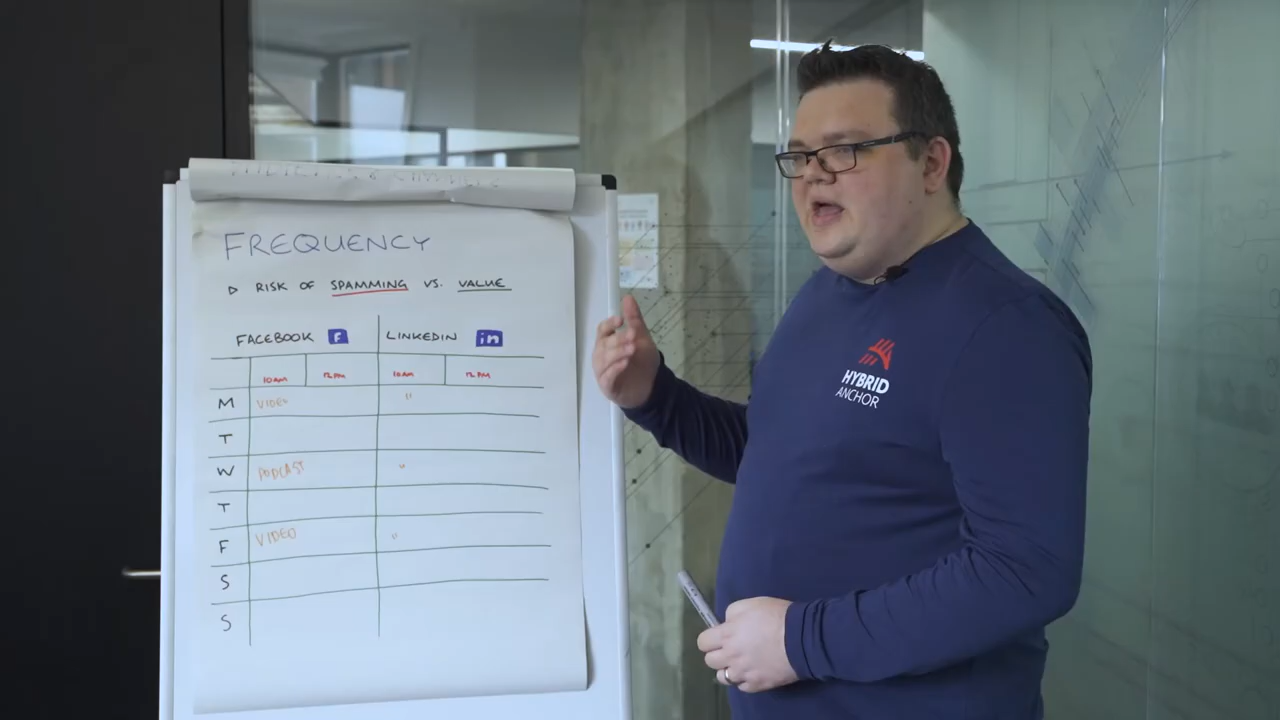 FREQUENCY
▷ RISK OF SPAMMING VS. VALUE
FACEBOOK f LINKEDIN in
10AM 12PM 10AM 12PM
M VIDEO "
T
W PODCAST "
T
F VIDEO "
S
S
HYBRID
ANCHOR